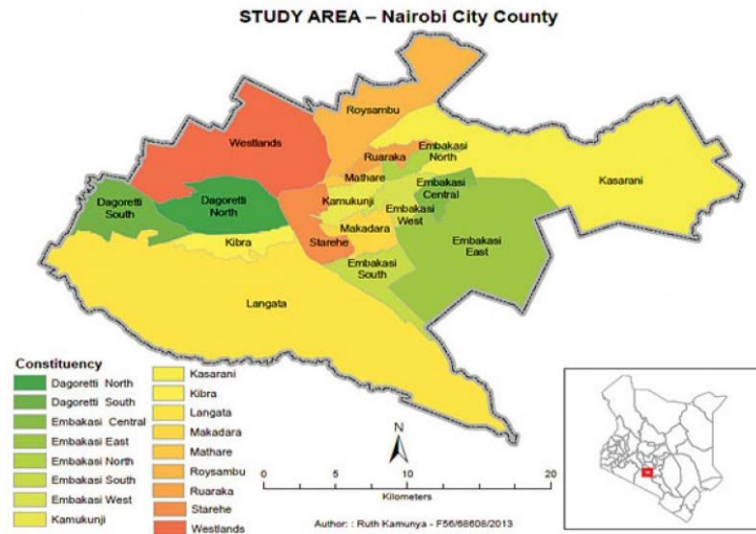 STUDY AREA – Nairobi City County
Roysambu
Westlands
Ruaraka
Embakasi
North
Mathare
Kasarani
Dagoretti
South
Dagoretti
North
Kamukunji
Embakasi
Central
Embakasi
West
Makadara
Starehe
Kibra
Embakasi
East
Embakasi
South
Langata
Constituency
Dagoretti North
Dagoretti South
Embakasi Central
Embakasi East
Embakasi North
Embakasi South
Embakasi West
Kamukunji
Kasarani
Kibra
Langata
Makadara
Mathare
Roysambu
Ruaraka
Starehe
Westlands
N
0 5 10 20
Kilometers
Author: : Ruth Kamunya - F56/68608/2013